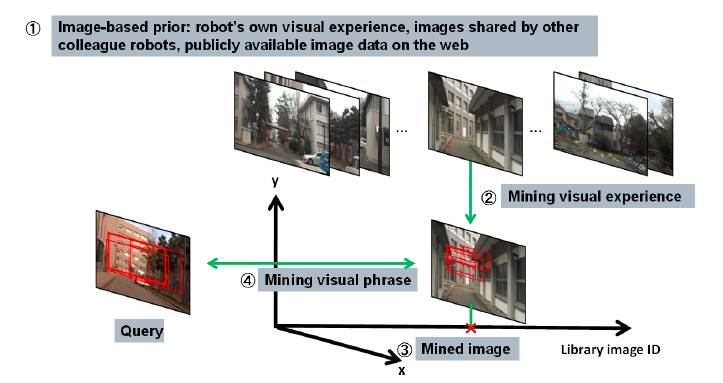 ① Image-based prior: robot's own visual experience, images shared by other
colleague robots, publicly available image data on the web
... ...
y
② Mining visual experience
④ Mining visual phrase
Query
③ Mined image
Library image ID
x